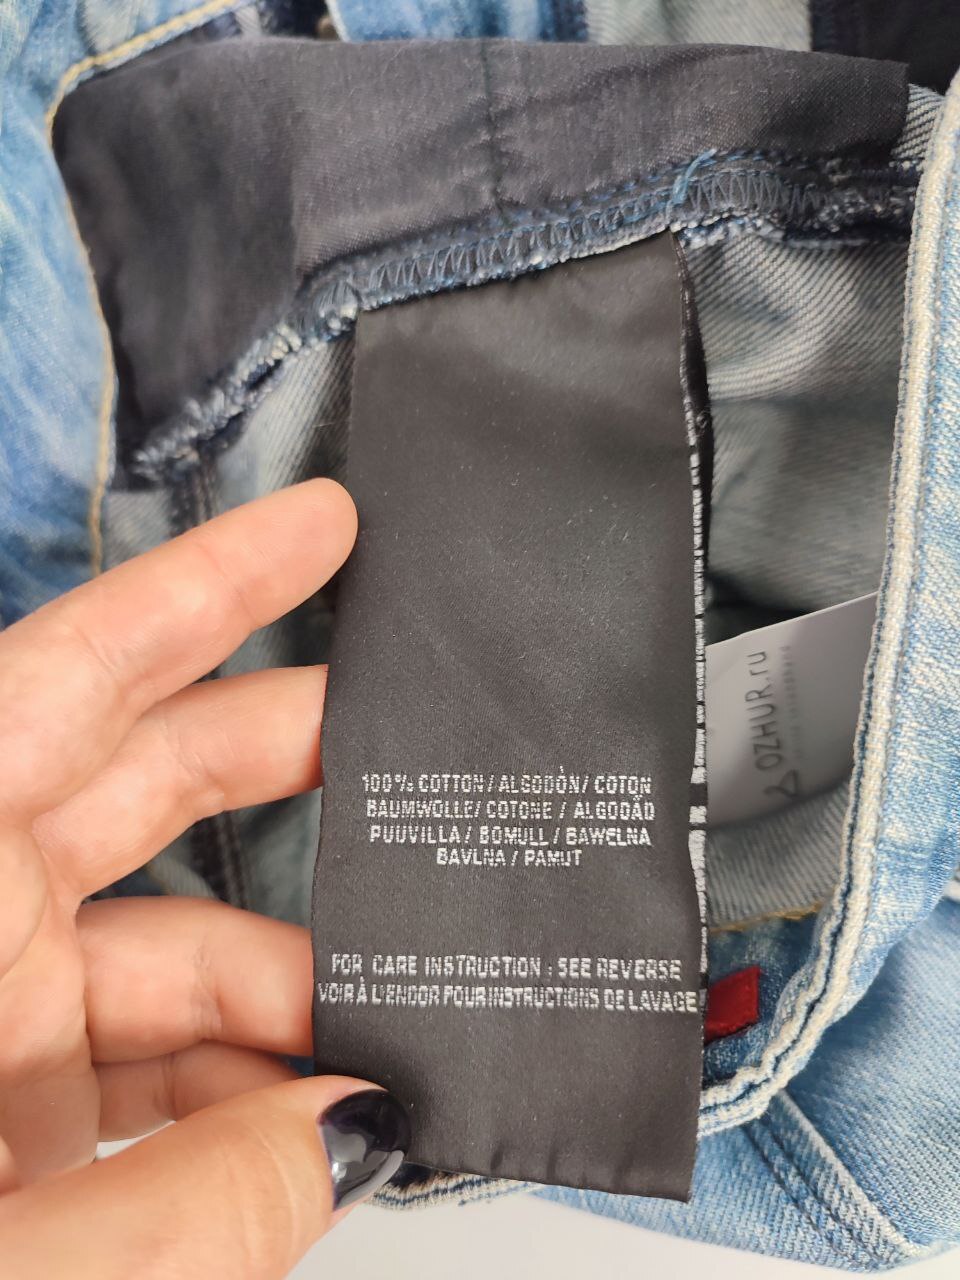 100% COTTON / ALGODÒN / COTON
BAUMWOLLE / COTONE / ALGODÃD
PUUVILLA / BOMULL / BAWELNA
BAVLNA / PAMUT
FOR CARE INSTRUCTION : SEE REVERSE
VOIR À L'ENDOR POUR INSTRUCTIONS DE LAVAGE
OZHUR.ru